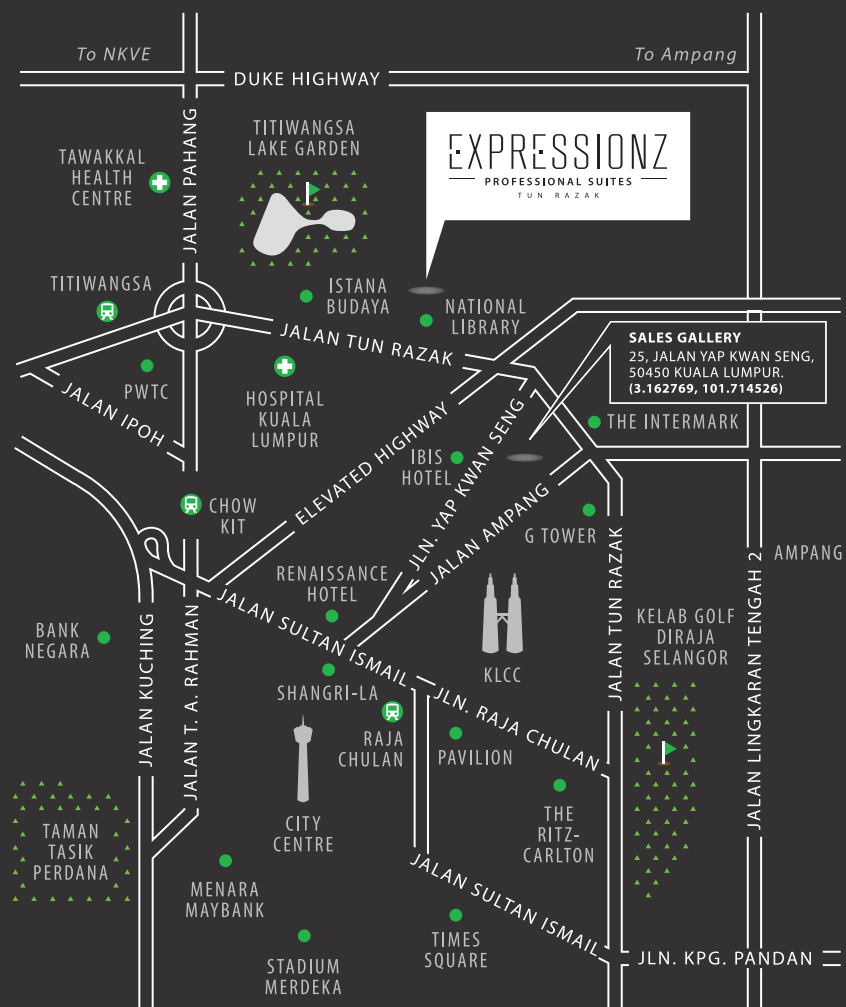 To NKVE
To Ampang
DUKE HIGHWAY
JALAN PAHANG
TITIWANGSA
LAKE GARDEN
EXPRESSIONZ
PROFESSIONAL SUITES
TUN RAZAK
TAWAKKAL
HEALTH
CENTRE
TITIWANGSA
ISTANA
BUDAYA
NATIONAL
LIBRARY
JALAN TUN RAZAK
SALES GALLERY
25, JALAN YAP KWAN SENG,
50450 KUALA LUMPUR.
(3.162769, 101.714526)
PWTC
JALAN IPOH
HOSPITAL
KUALA
LUMPUR
THE INTERMARK
ELEVATED HIGHWAY
IBIS
HOTEL
JLN. YAP KWAN SENG
JALAN AMPANG
CHOW
KIT
G TOWER
AMPANG
RENAISSANCE
HOTEL
JALAN SULTAN ISMAIL
BANK
NEGARA
JALAN KUCHING
JALAN T. A. RAHMAN
KLCC
JALAN TUN RAZAK
KELAB GOLF
DIRAJA
SELANGOR
JALAN LINGKARAN TENGAH 2
SHANGRI-LA
JLN. RAJA CHULAN
RAJA
CHULAN
PAVILION
CITY
CENTRE
THE
RITZ-
CARLTON
TAMAN
TASIK
PERDANA
MENARA
MAYBANK
JALAN SULTAN ISMAIL
TIMES
SQUARE
STADIUM
MERDEKA
JLN. KPG. PANDAN